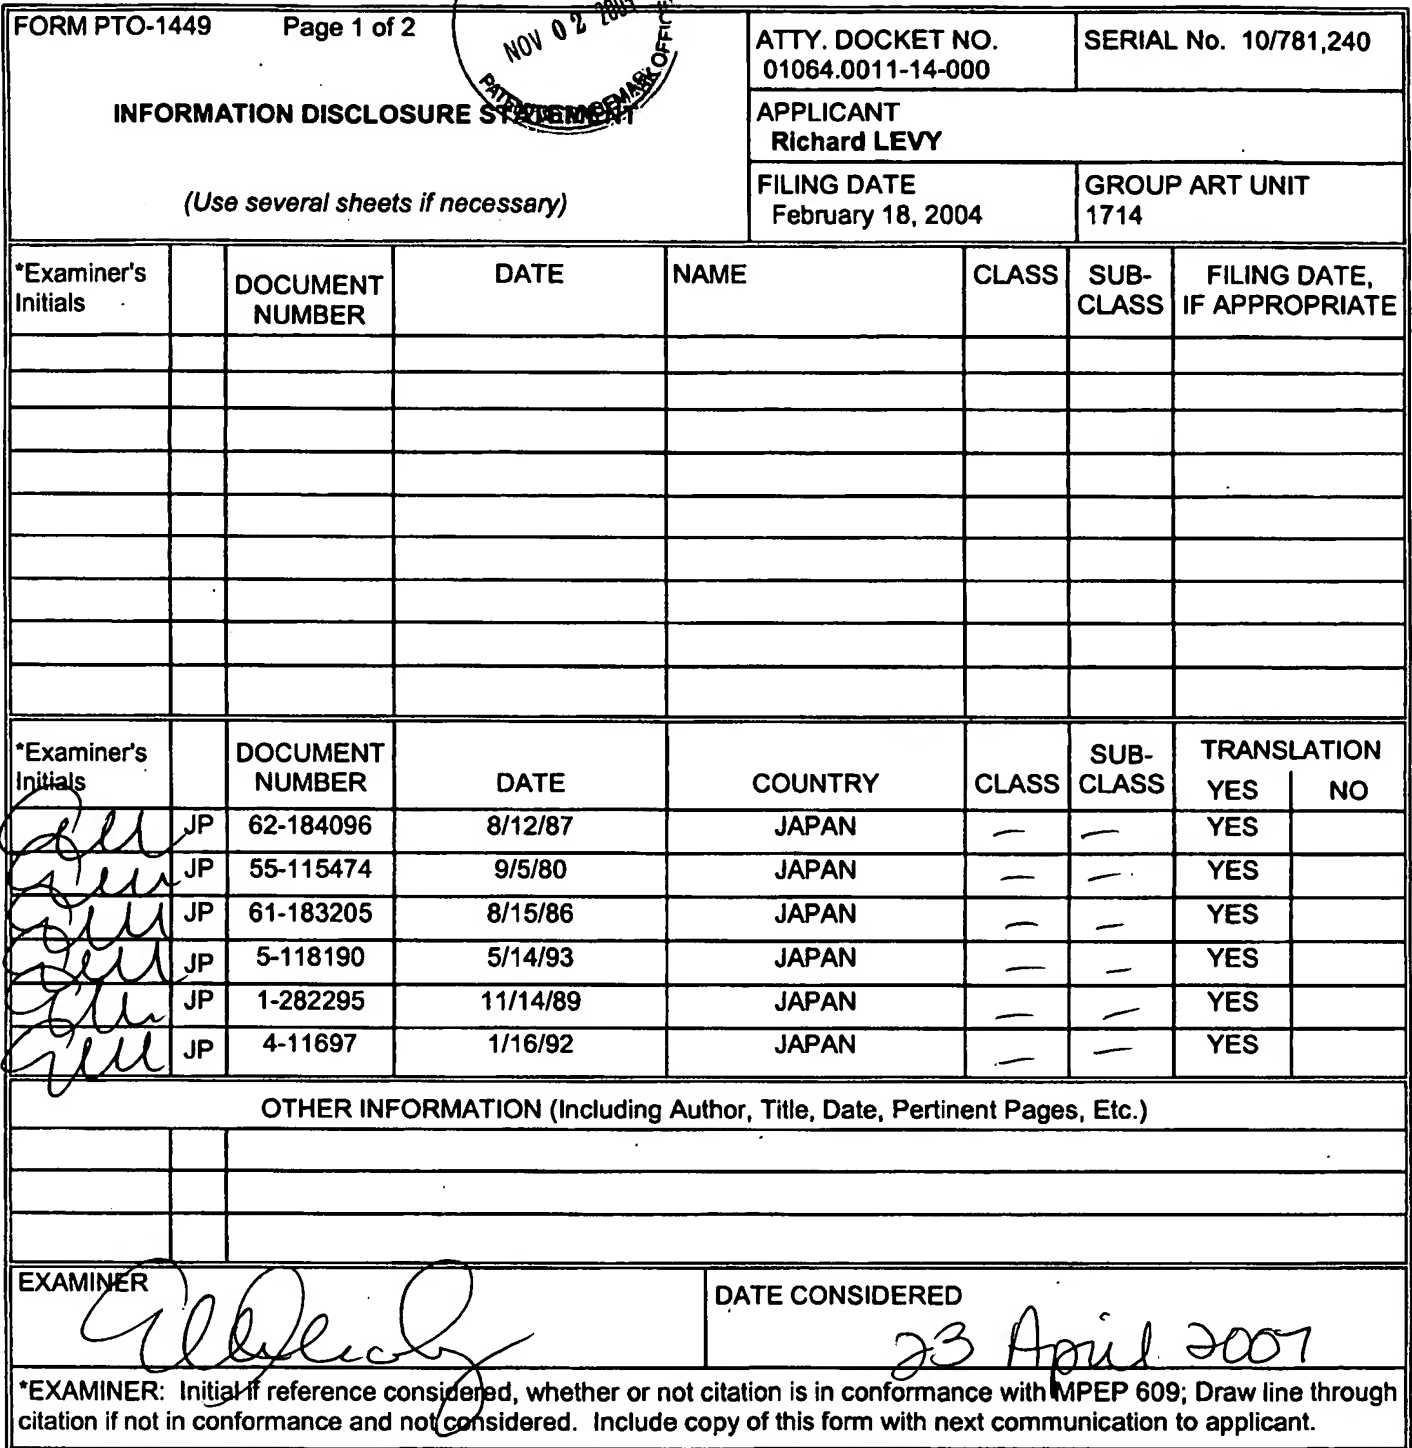 FORM PTO-1449 Page 1 of 2
NOV 02
INFORMATION DISCLOSURE STATEMENT
(Use several sheets if necessary)
ATTY. DOCKET NO.
01064.0011-14-000
SERIAL No. 10/781,240
APPLICANT
Richard LEVY
FILING DATE
February 18, 2004
GROUP ART UNIT
1714
*Examiner's Initials DOCUMENT NUMBER DATE NAME CLASS SUB-CLASS FILING DATE, IF APPROPRIATE
*Examiner's Initials DOCUMENT NUMBER DATE COUNTRY CLASS SUB-CLASS TRANSLATION
YES NO
JP 62-184096 8/12/87 JAPAN — — YES
JP 55-115474 9/5/80 JAPAN — — YES
JP 61-183205 8/15/86 JAPAN — — YES
JP 5-118190 5/14/93 JAPAN — — YES
JP 1-282295 11/14/89 JAPAN — — YES
JP 4-11697 1/16/92 JAPAN — — YES
OTHER INFORMATION (Including Author, Title, Date, Pertinent Pages, Etc.)
EXAMINER
DATE CONSIDERED
23 April 2007
*EXAMINER: Initial if reference considered, whether or not citation is in conformance with MPEP 609; Draw line through
citation if not in conformance and not considered. Include copy of this form with next communication to applicant.